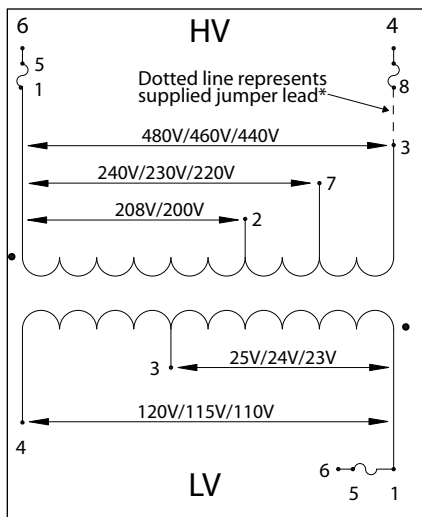 6 HV 4
5
1
8
Dotted line represents
supplied jumper lead*
480V/460V/440V
3
240V/230V/220V
7
208V/200V
2
25V/24V/23V
3
120V/115V/110V
4
6 5 1
LV